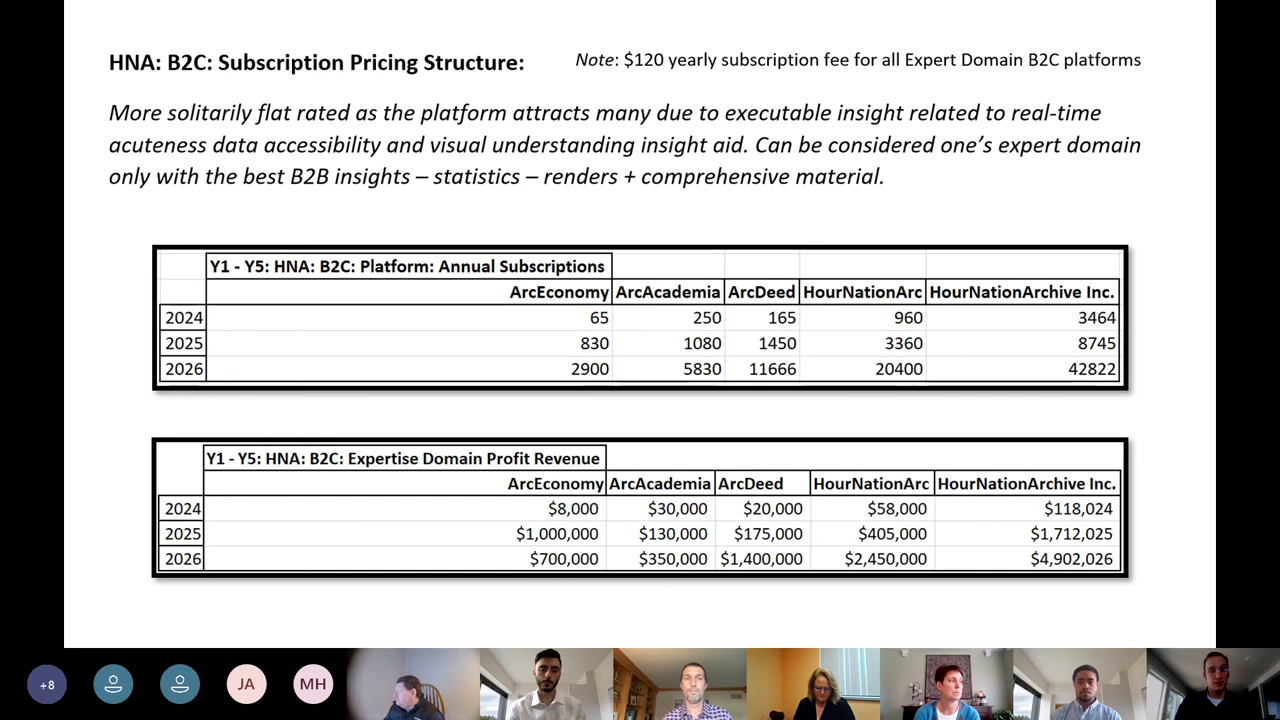 HNA: B2C: Subscription Pricing Structure: Note: $120 yearly subscription fee for all Expert Domain B2C platforms
More solitarily flat rated as the platform attracts many due to executable insight related to real-time
acuteness data accessibility and visual understanding insight aid. Can be considered one’s expert domain
only with the best B2B insights – statistics – renders + comprehensive material.
Y1 - Y5: HNA: B2C: Platform: Annual Subscriptions
ArcEconomy ArcAcademia ArcDeed HourNationArc HourNationArchive Inc.
2024 65 250 165 960 3464
2025 830 1080 1450 3360 8745
2026 2900 5830 11666 20400 42822
Y1 - Y5: HNA: B2C: Expertise Domain Profit Revenue
ArcEconomy ArcAcademia ArcDeed HourNationArc HourNationArchive Inc.
2024 $8,000 $30,000 $20,000 $58,000 $118,024
2025 $1,000,000 $130,000 $175,000 $405,000 $1,712,025
2026 $700,000 $350,000 $1,400,000 $2,450,000 $4,902,026
+8 JA MH